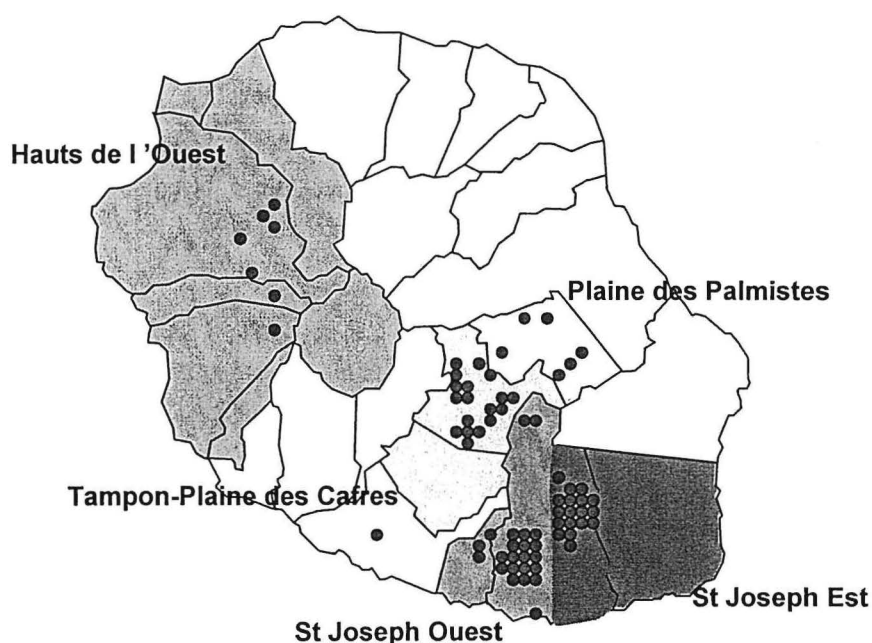 Hauts de l 'Ouest
Plaine des Palmistes
Tampon-Plaine des Cafres
St Joseph Est
St Joseph Ouest